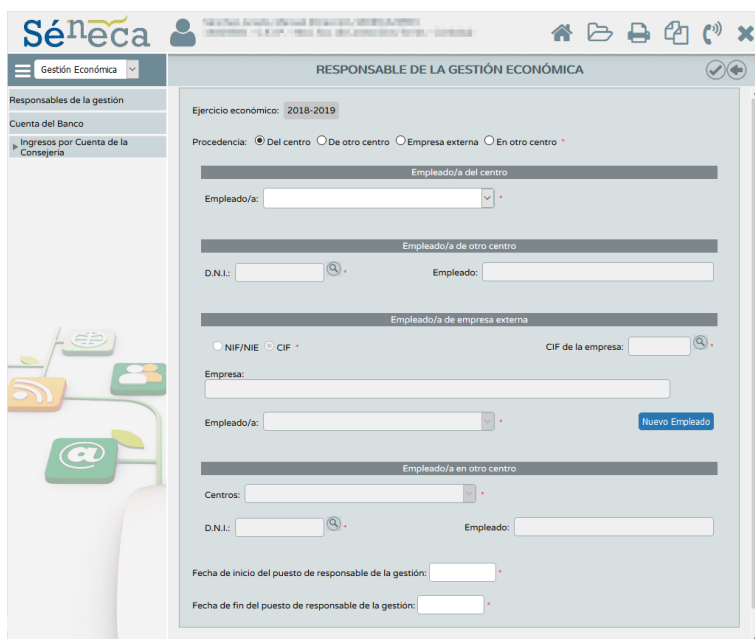 Séneca
Gestión Económica
RESPONSABLE DE LA GESTIÓN ECONÓMICA
Responsables de la gestión
Cuenta del Banco
Ingresos por Cuenta de la
Consejería
Ejercicio económico: 2018-2019
Procedencia: Del centro De otro centro Empresa externa En otro centro *
Empleado/a del centro
Empleado/a: *
Empleado/a de otro centro
D.N.I.: * Empleado:
Empleado/a de empresa externa
NIF/NIE CIF * CIF de la empresa: *
Empresa:
Empleado/a: * Nuevo Empleado
Empleado/a en otro centro
Centros: *
D.N.I.: * Empleado:
Fecha de inicio del puesto de responsable de la gestión: *
Fecha de fin del puesto de responsable de la gestión: *